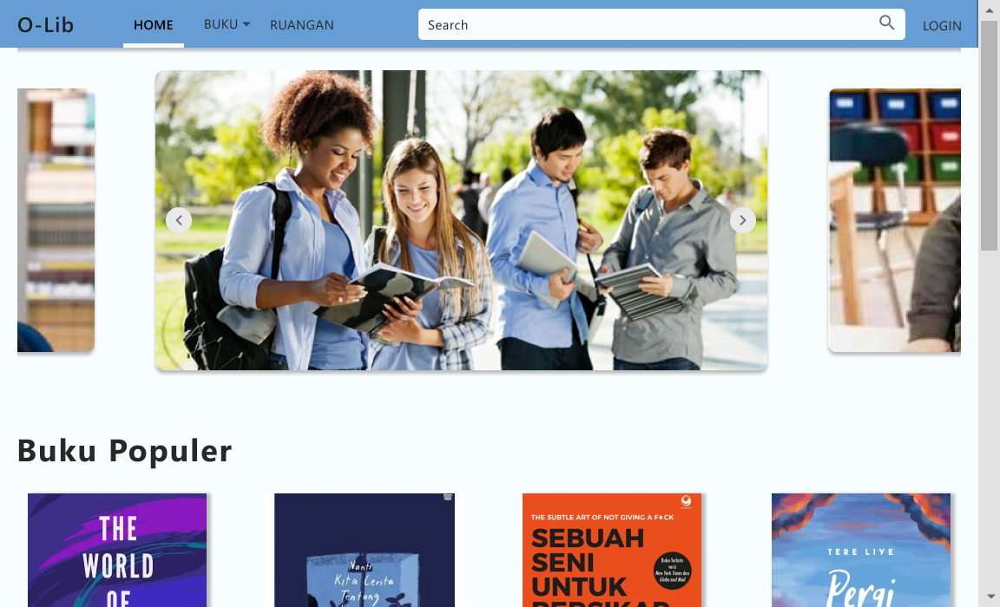 O-Lib
HOME
BUKU
RUANGAN
Search
LOGIN
Buku Populer
THE
WORLD
OF
Nanti
Kita Cerita
Tentang
THE SUBTLE ART OF NOT GIVING A F*CK
SEBUAH
SENI
UNTUK
BERSIKAP
Buku Terlaris
versi
New York Times dan
Globe and Mail
TERE LIYE
Pergi